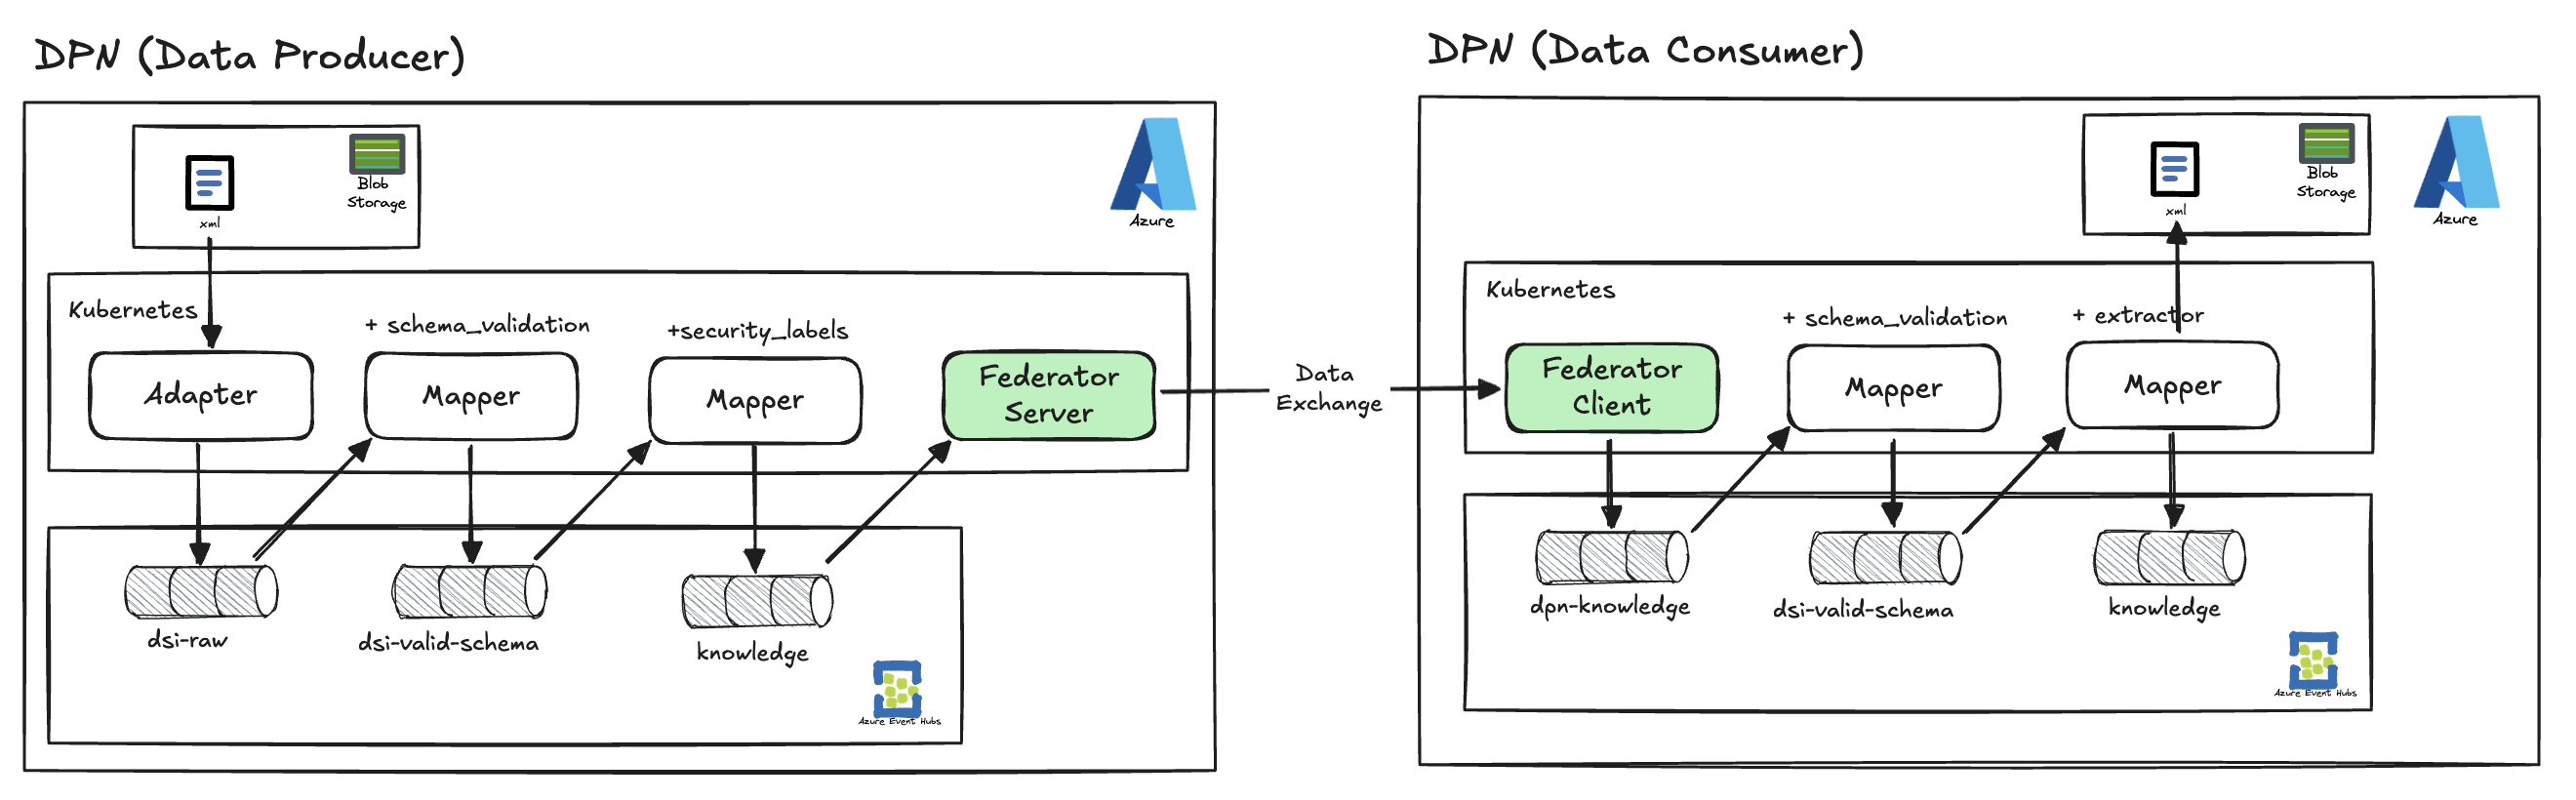 DPN (Data Producer)
xml
Blob
Storage
Azure
Kubernetes
+ schema_validation
+security_labels
Adapter
Mapper
Mapper
Federator
Server
dsi-raw
dsi-valid-schema
knowledge
Azure Event Hubs
Data
Exchange
DPN (Data Consumer)
xml
Blob
Storage
Azure
Kubernetes
+ schema_validation
+ extractor
Federator
Client
Mapper
Mapper
dpn-knowledge
dsi-valid-schema
knowledge
Azure Event Hubs